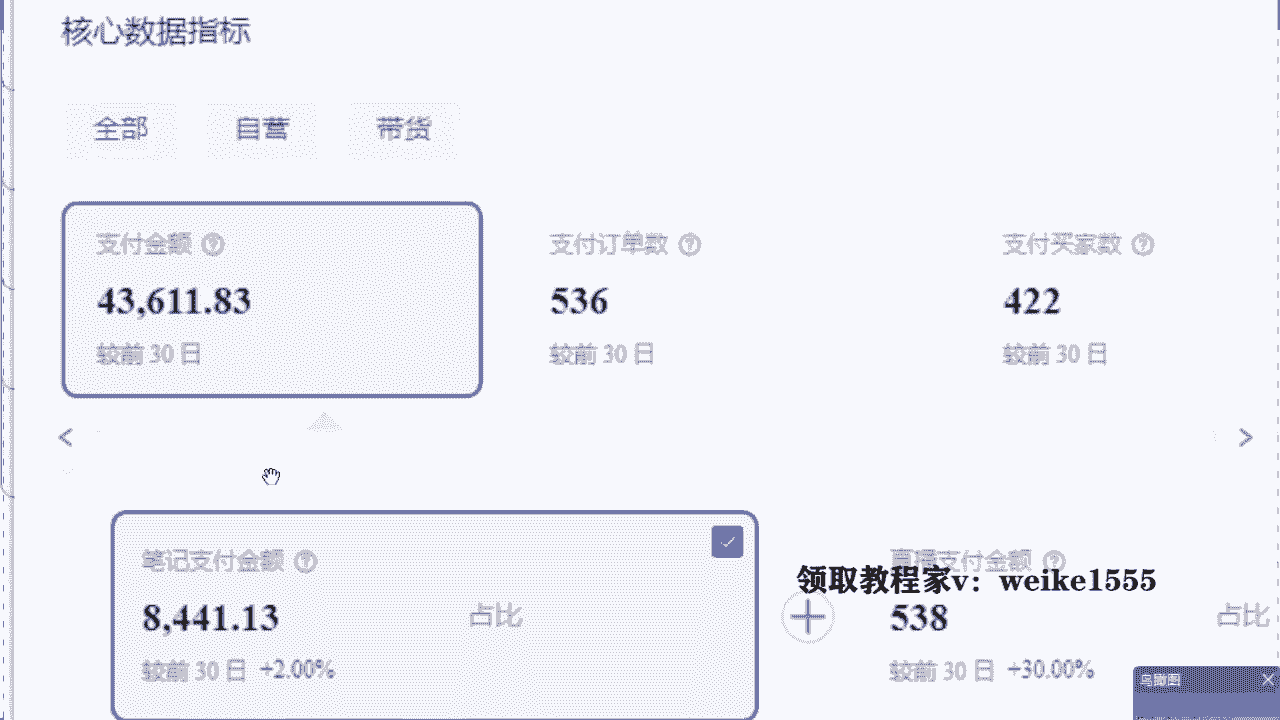 核心数据指标
全部 自营 带货
支付金额 ? 支付订单数 ? 支付买家数 ?
43,611.83 536 422
较前 30 日 较前 30 日 较前 30 日
< >
笔记支付金额 ? 直播支付金额 ?
领取教程家v：weike1555
8,441.13 占比 538 占比
较前 30 日 +2.00% 较前 30 日 +30.00%
鸟瞰图